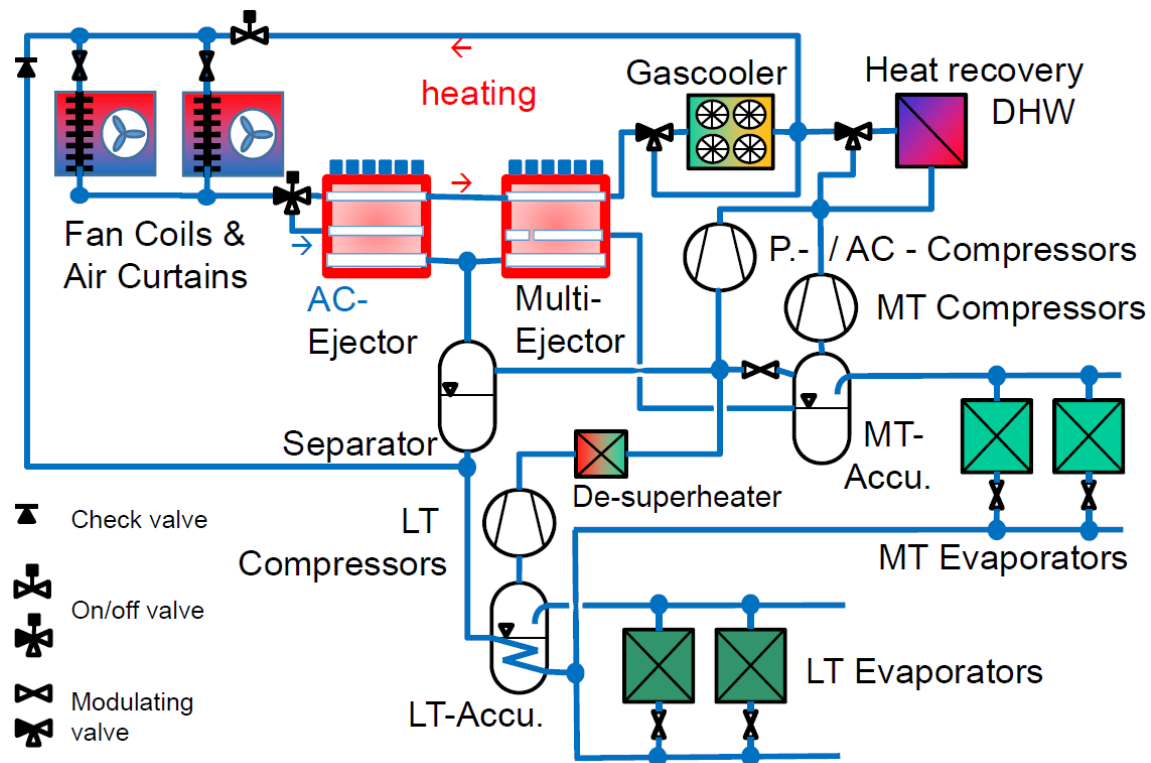 Gascooler
Heat recovery
DHW
heating
Fan Coils &
Air Curtains
AC-
Ejector
Multi-
Ejector
P.- / AC - Compressors
MT Compressors
Separator
MT-
Accu.
De-superheater
LT
Compressors
MT Evaporators
Check valve
On/off valve
LT Evaporators
Modulating
valve
LT-Accu.